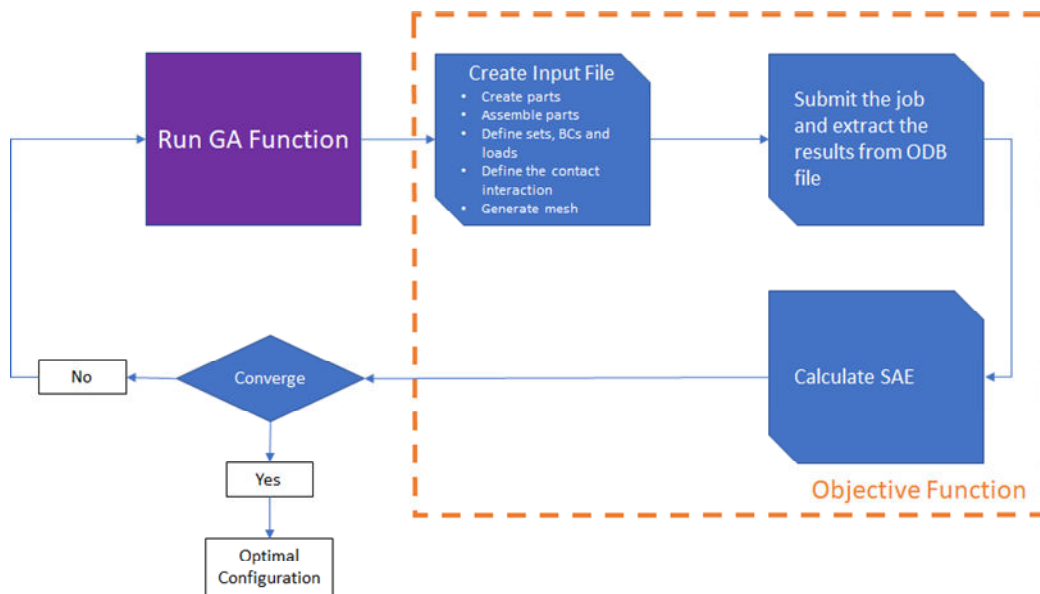 Run GA Function
Create Input File
• Create parts
• Assemble parts
• Define sets, BCs and
loads
• Define the contact
interaction
• Generate mesh
Submit the job
and extract the
results from ODB
file
No
Converge
Calculate SAE
Yes
Objective Function
Optimal
Configuration